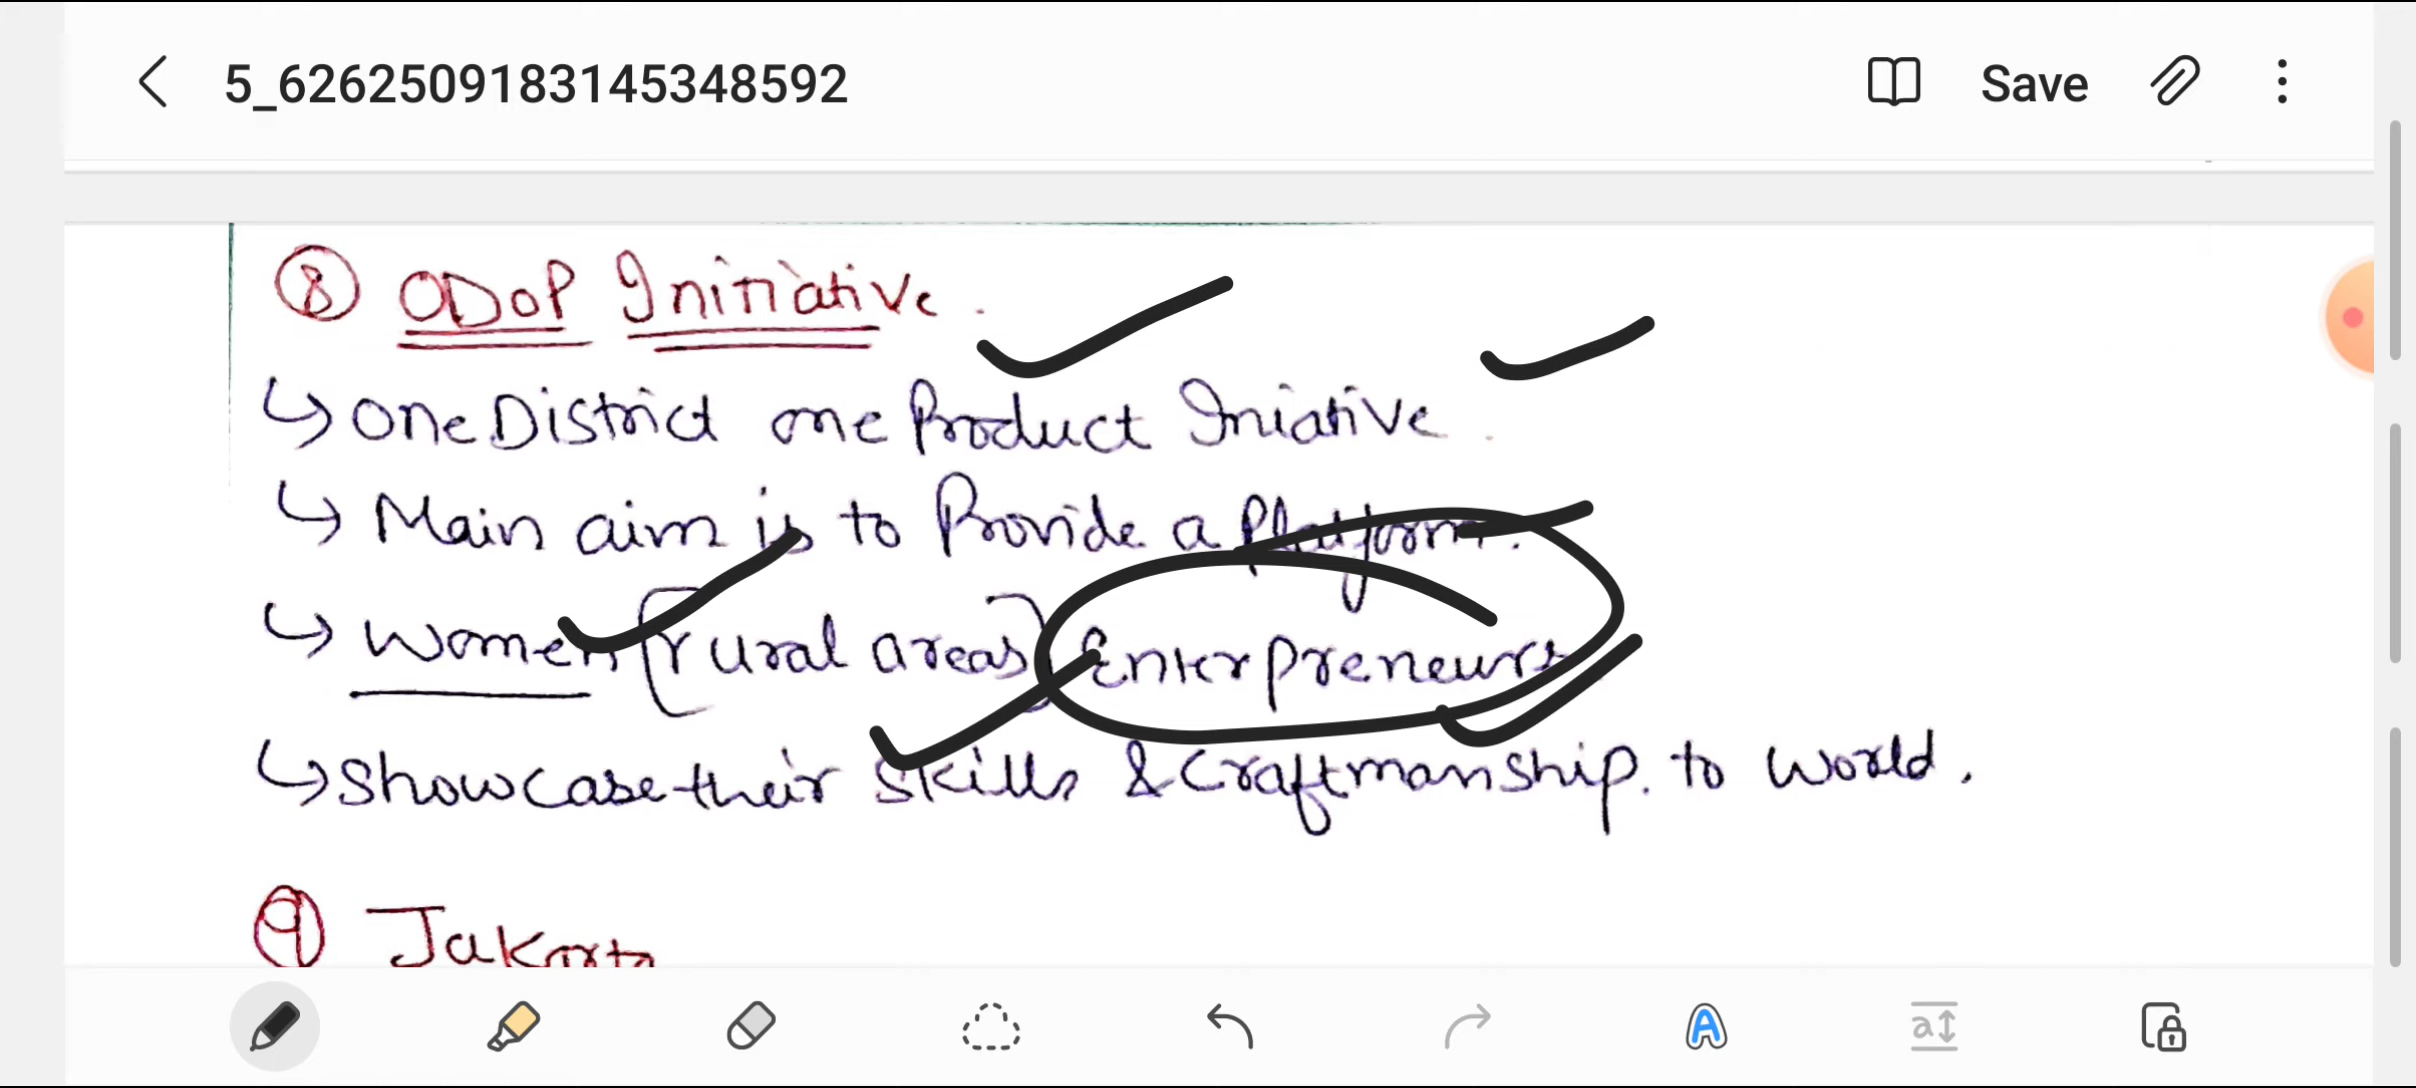 5_6262509183145348592 Save
⑧ ODOP Initiative.
↳ One District one Product Iniative.
↳ Main aim is to Provide a Platform.
↳ Women [rural areas] Enterpreneurs
↳ Showcase their skills & Craftmanship. to World.
⑨ Jakarta